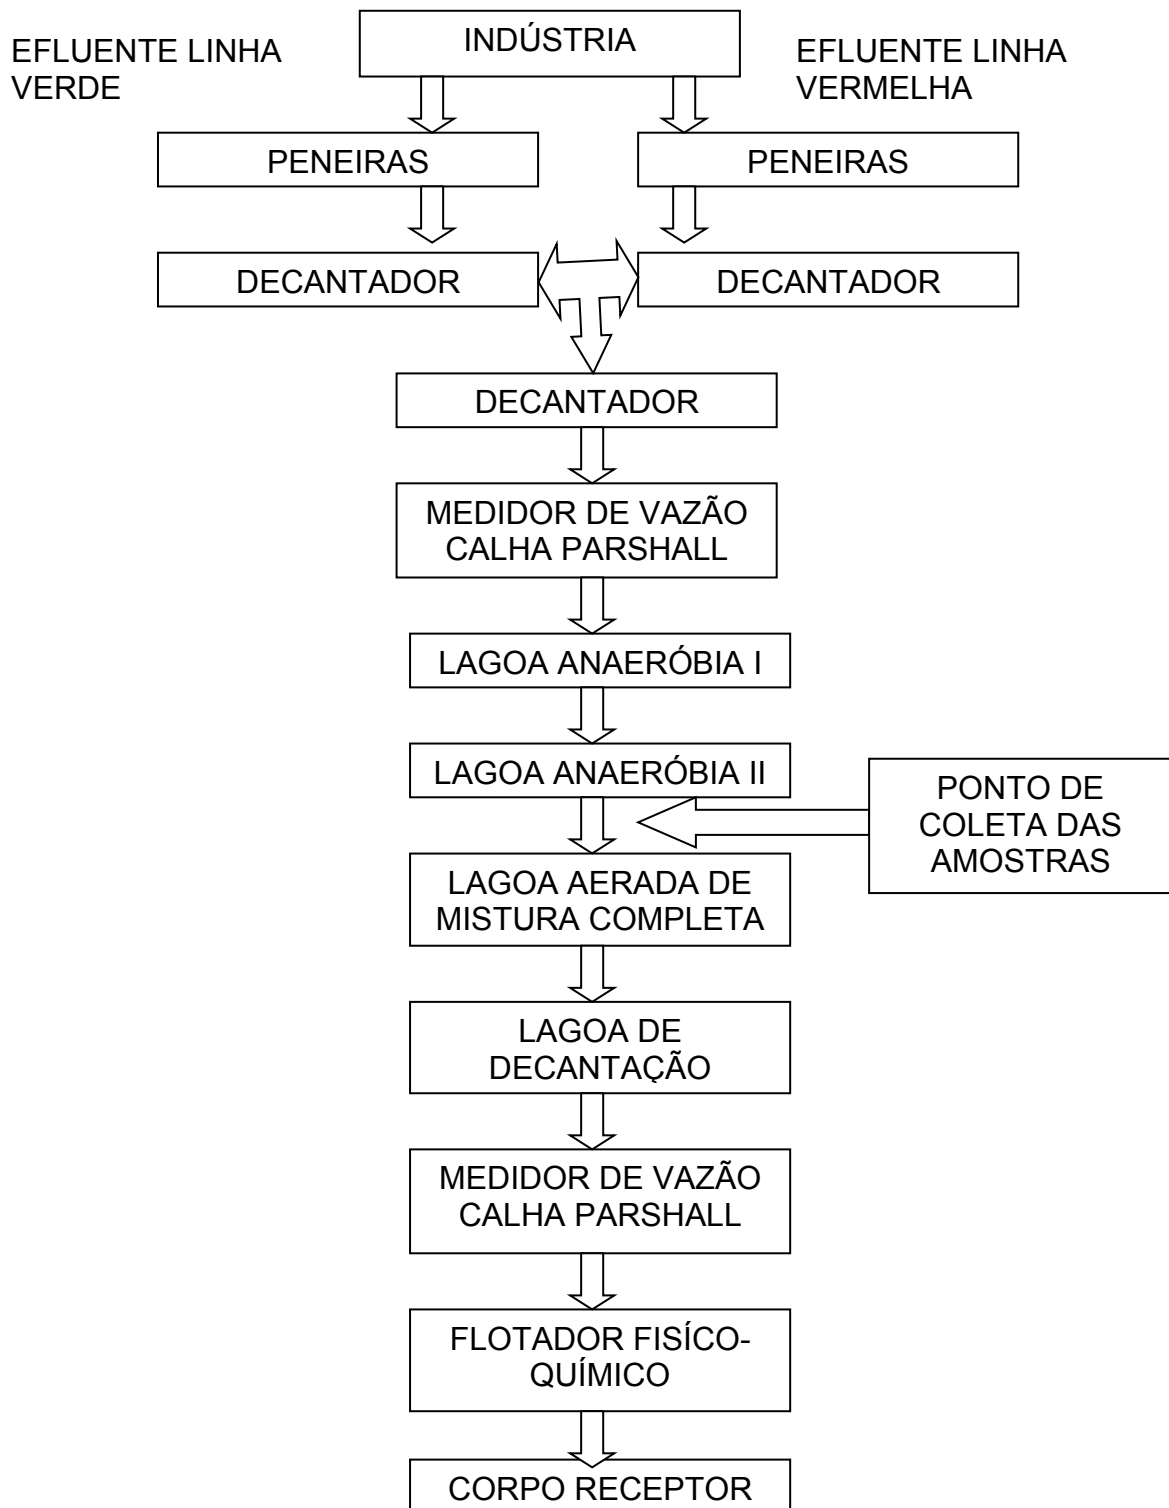 INDÚSTRIA
EFLUENTE LINHA
VERDE
EFLUENTE LINHA
VERMELHA
PENEIRAS
PENEIRAS
DECANTADOR
DECANTADOR
DECANTADOR
MEDIDOR DE VAZÃO
CALHA PARSHALL
LAGOA ANAERÓBIA I
LAGOA ANAERÓBIA II
PONTO DE
COLETA DAS
AMOSTRAS
LAGOA AERADA DE
MISTURA COMPLETA
LAGOA DE
DECANTAÇÃO
MEDIDOR DE VAZÃO
CALHA PARSHALL
FLOTADOR FISÍCO-
QUÍMICO
CORPO RECEPTOR